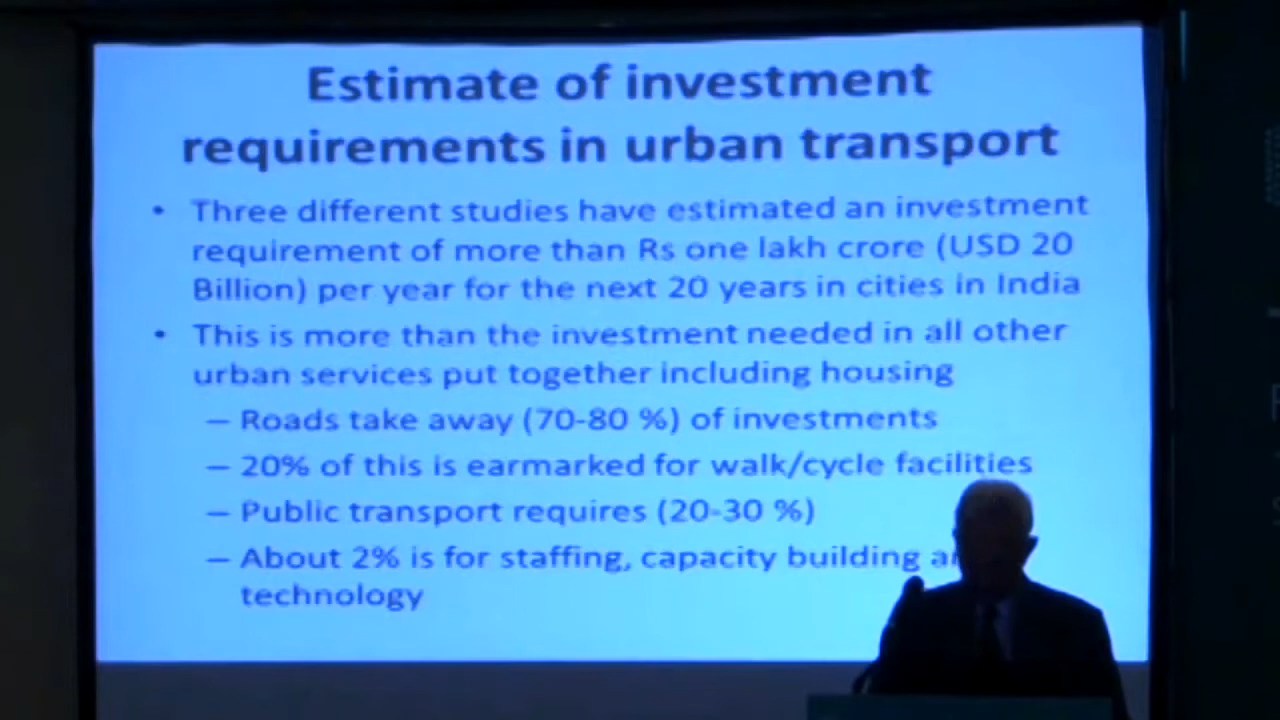 Estimate of investment
requirements in urban transport
• Three different studies have estimated an investment
requirement of more than Rs one lakh crore (USD 20
Billion) per year for the next 20 years in cities in India
• This is more than the investment needed in all other
urban services put together including housing
– Roads take away (70-80 %) of investments
– 20% of this is earmarked for walk/cycle facilities
– Public transport requires (20-30 %)
– About 2% is for staffing, capacity building
technology